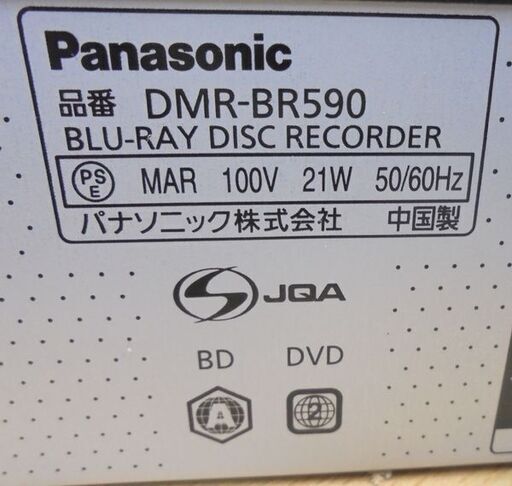 Panasonic
品番 DMR-BR590
BLU-RAY DISC RECORDER
PS E MAR 100V 21W 50/60Hz
パナソニック株式会社 中国製
S JQA
BD DVD
A 2